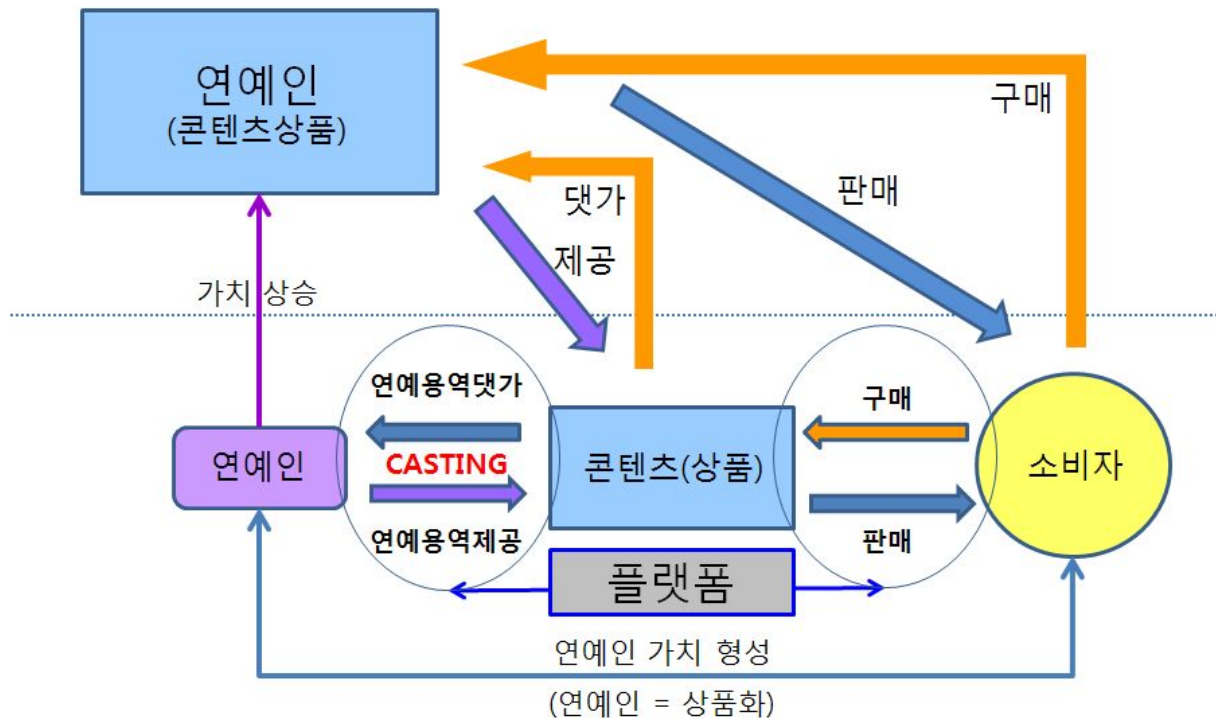 연예인
(콘텐츠상품)
구매
판매
댓가
제공
가치 상승
연예용역댓가
CASTING
연예용역제공
연예인
콘텐츠(상품)
구매
판매
소비자
플랫폼
연예인 가치 형성
(연예인 = 상품화)